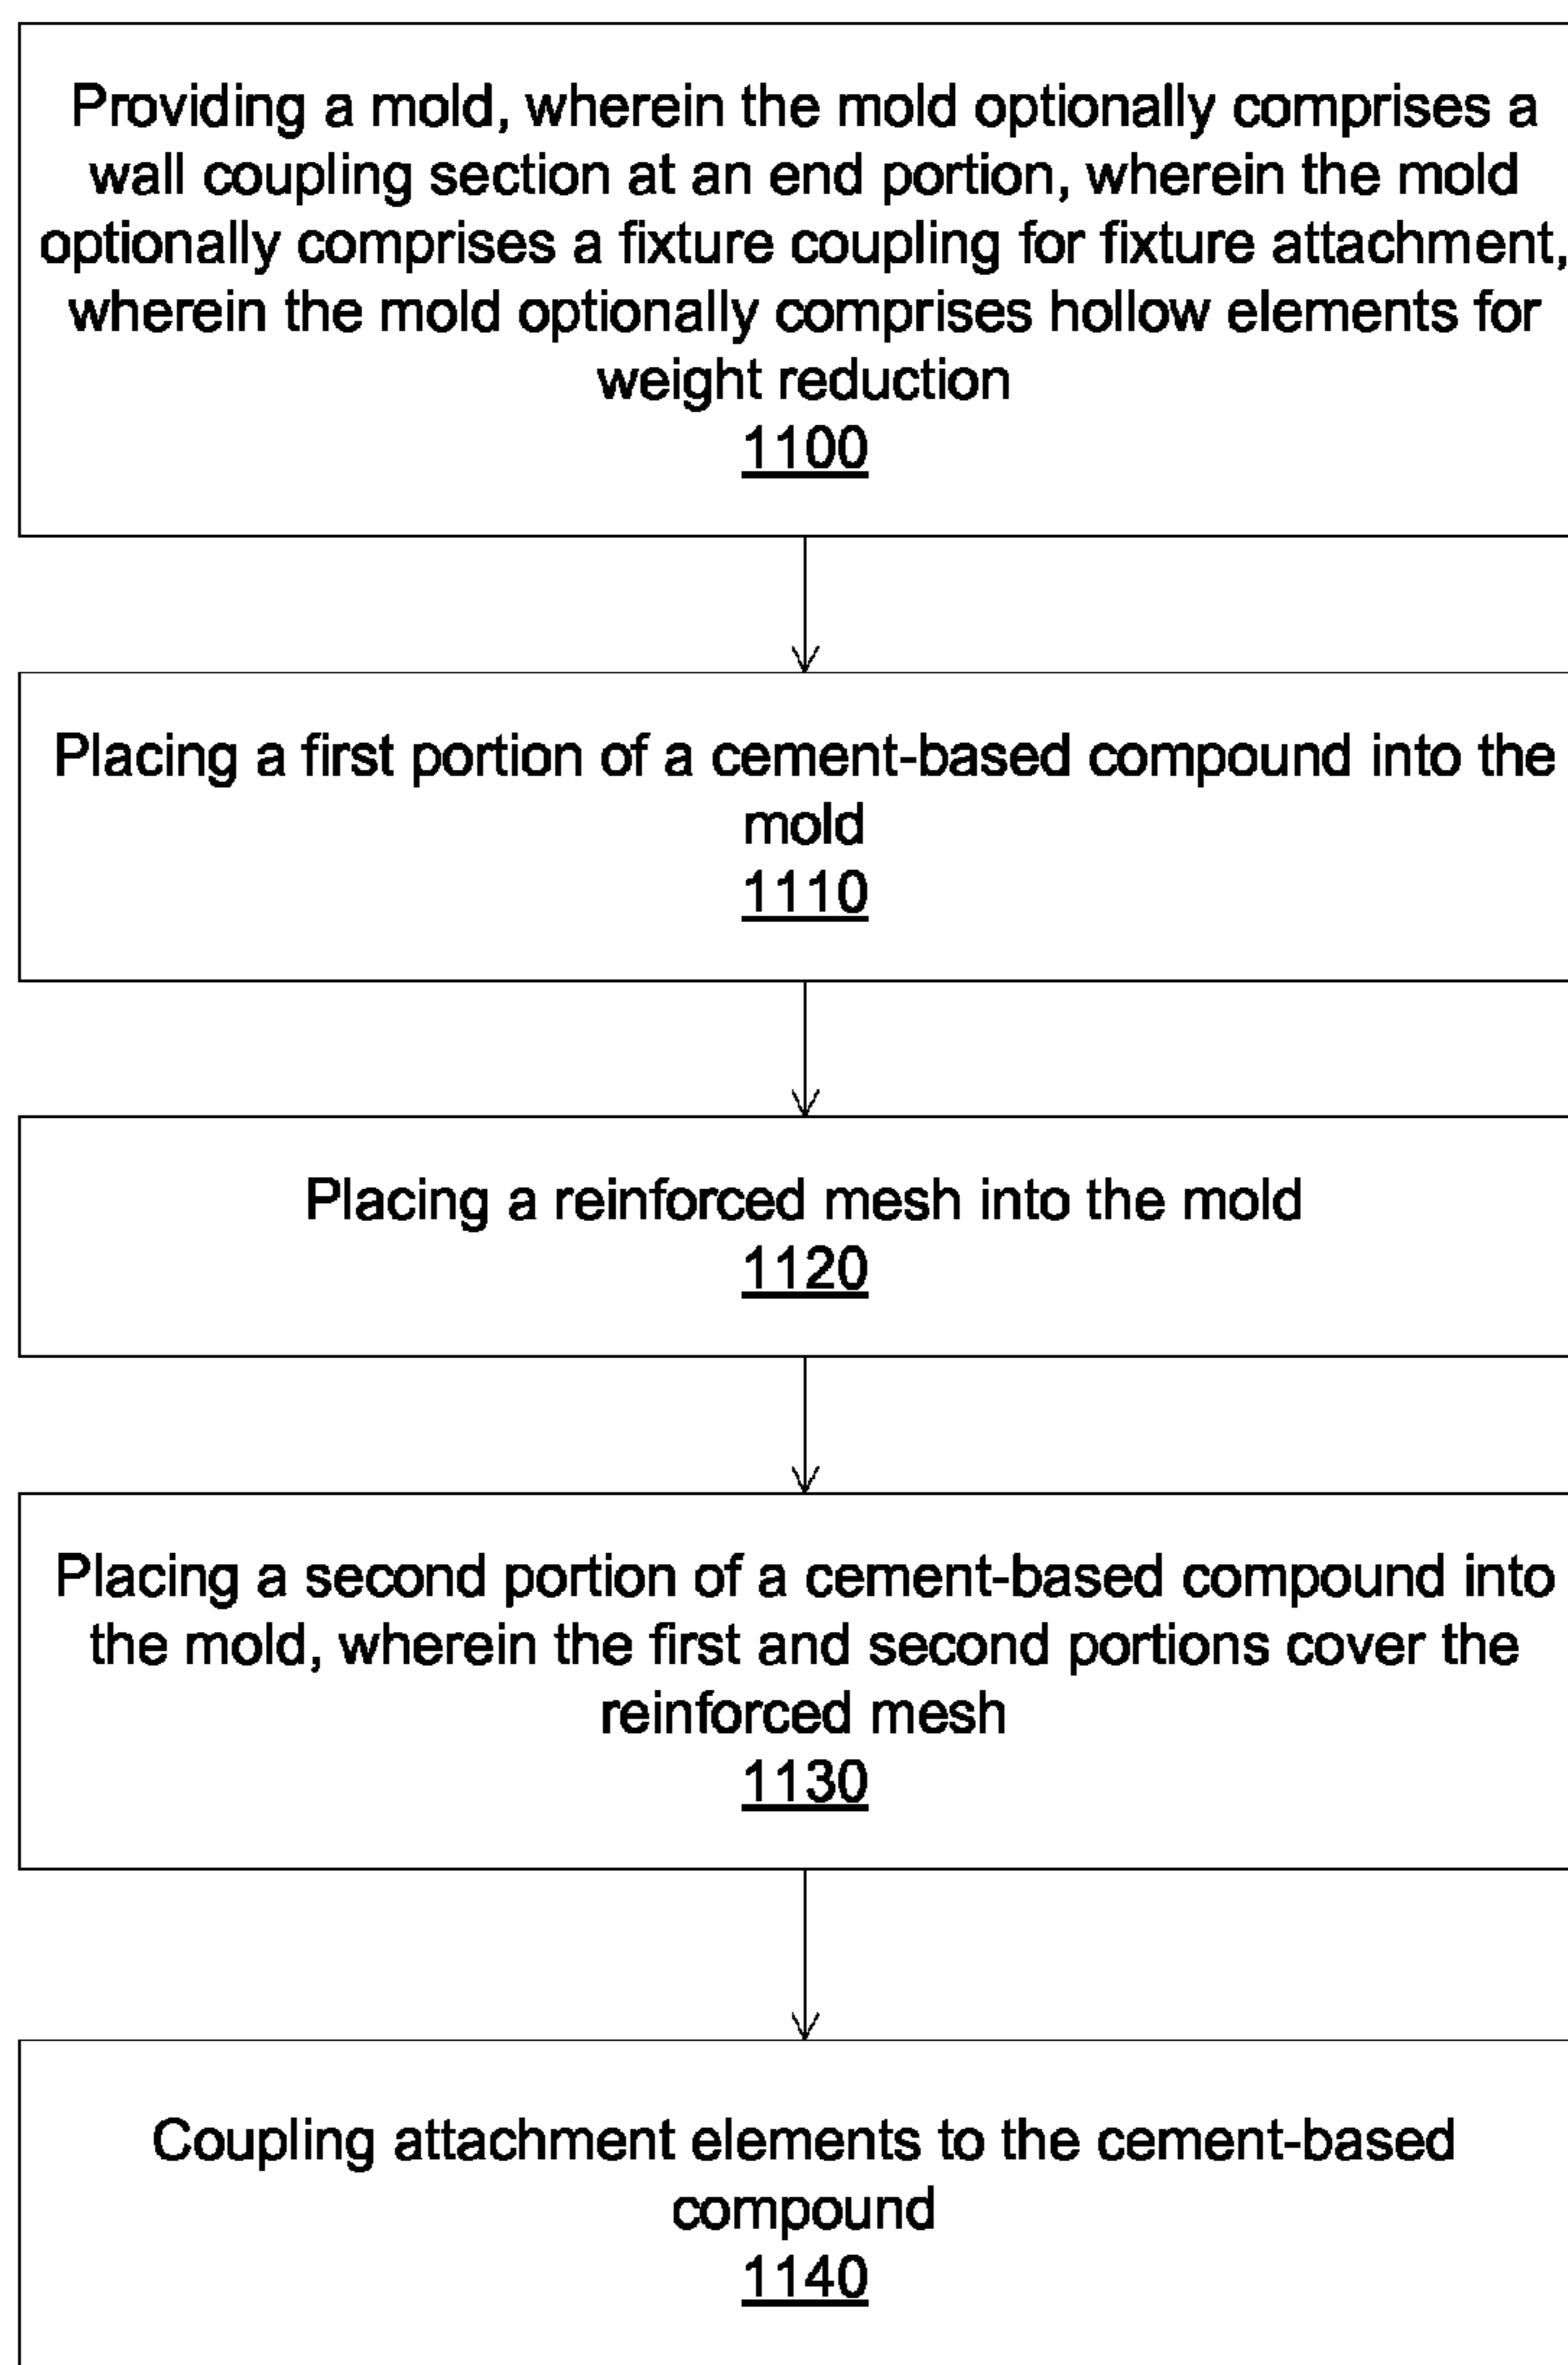 Providing a mold, wherein the mold optionally comprises a
wall coupling section at an end portion, wherein the mold
optionally comprises a fixture coupling for fixture attachment,
wherein the mold optionally comprises hollow elements for
weight reduction
1100
Placing a first portion of a cement-based compound into the
mold
1110
Placing a reinforced mesh into the mold
1120
Placing a second portion of a cement-based compound into
the mold, wherein the first and second portions cover the
reinforced mesh
1130
Coupling attachment elements to the cement-based
compound
1140